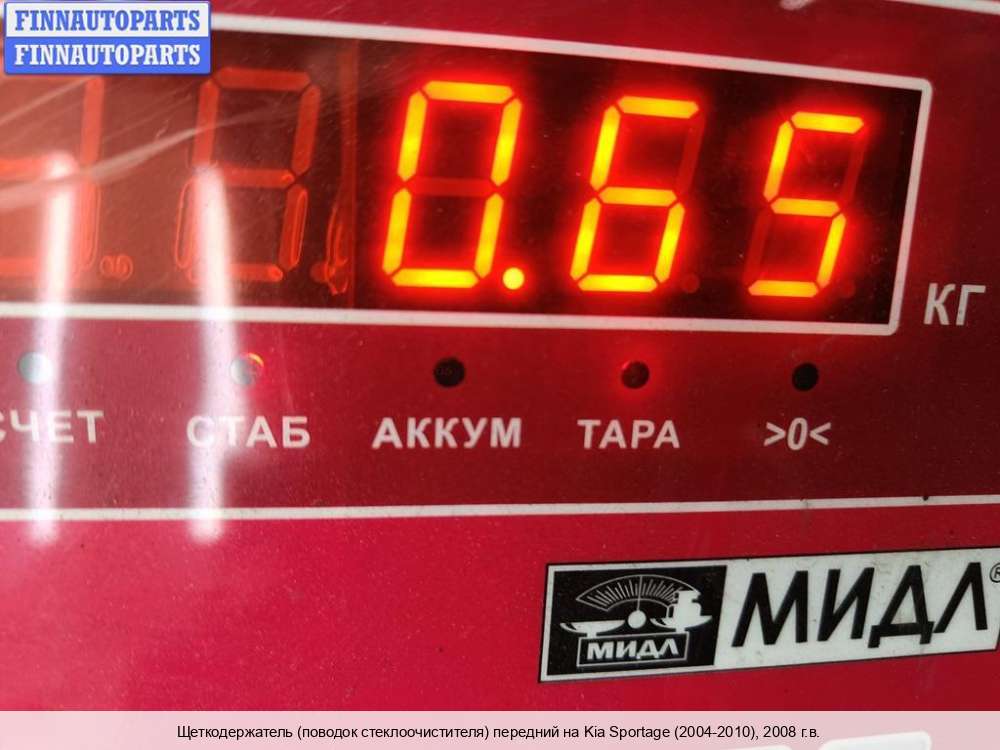 FINNAUTOPARTS
FINNAUTOPARTS
0.65
КГ
СЧЕТ СТАБ АККУМ ТАРА >0<
МИДЛ МИДЛ®
Щеткодержатель (поводок стеклоочистителя) передний на Kia Sportage (2004-2010), 2008 г.в.